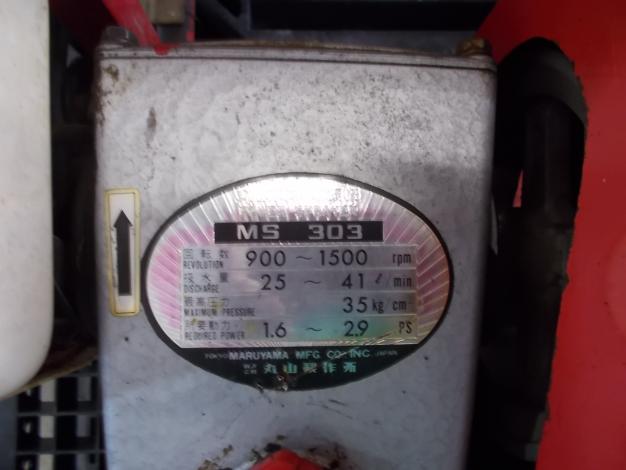 MS 303
回転数 900 ~ 1500 rpm
REVOLUTION
吸水量 25 ~ 41 ℓ/min
DISCHARGE
最高圧力 35 kg cm
MAXIMUM PRESSURE
所要動力 1.6 ~ 2.9 PS
REQUIRED POWER
TOKYO MARUYAMA MFG CO. INC. JAPAN
株式会社 丸山製作所